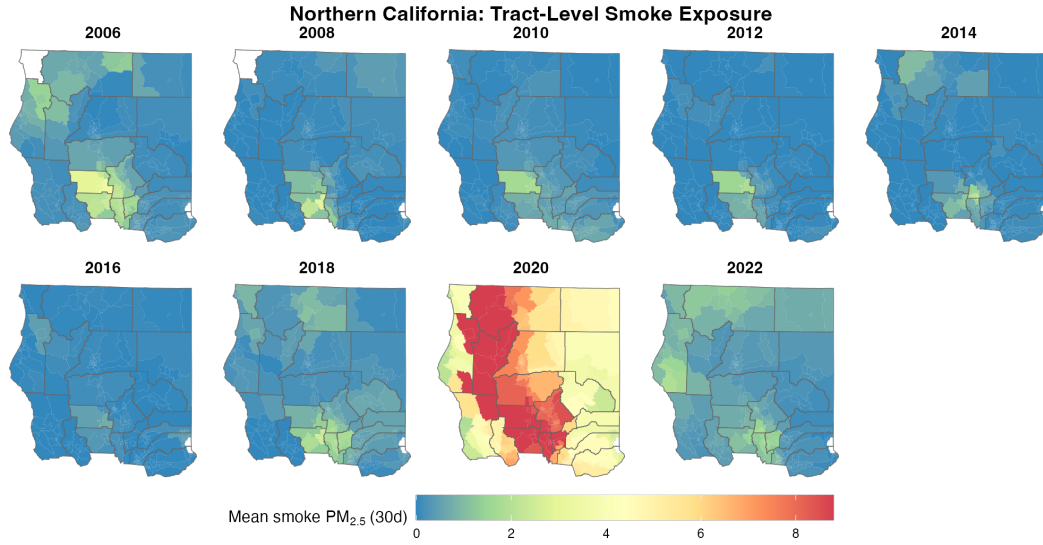 Northern California: Tract-Level Smoke Exposure
2006 2008 2010 2012 2014
2016 2018 2020 2022
Mean smoke PM2.5 (30d)
0 2 4 6 8